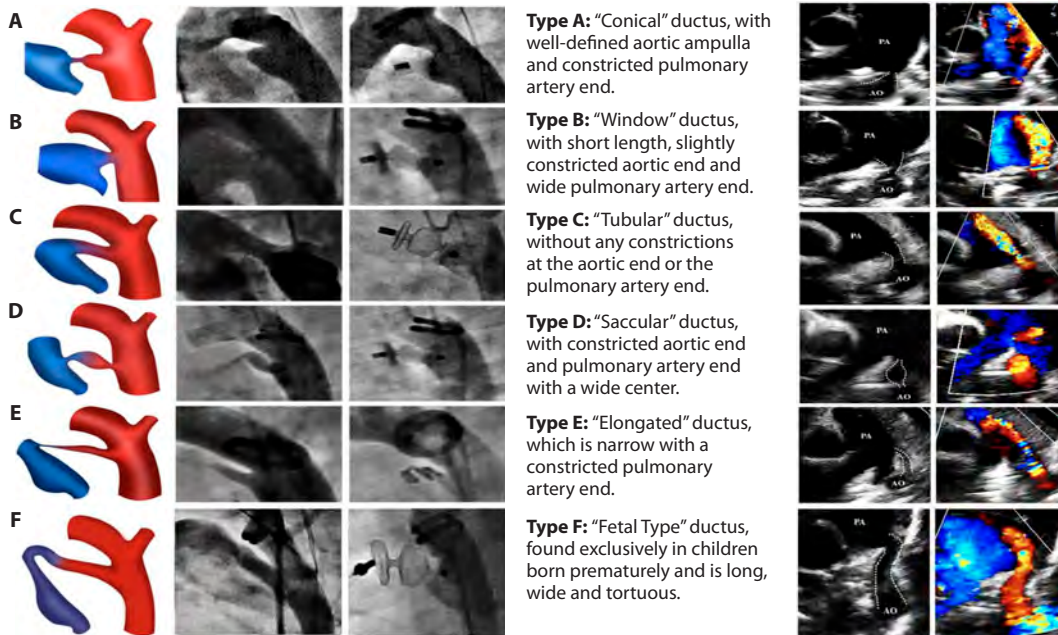 A
Type A: “Conical” ductus, with
well-defined aortic ampulla
and constricted pulmonary
artery end.
PA
AO
B
Type B: “Window” ductus,
with short length, slightly
constricted aortic end and
wide pulmonary artery end.
PA
AO
C
Type C: “Tubular” ductus,
without any constrictions
at the aortic end or the
pulmonary artery end.
PA
AO
D
Type D: “Saccular” ductus,
with constricted aortic end
and pulmonary artery end
with a wide center.
PA
AO
E
Type E: “Elongated” ductus,
which is narrow with a
constricted pulmonary
artery end.
PA
AO
F
Type F: “Fetal Type” ductus,
found exclusively in children
born prematurely and is long,
wide and tortuous.
PA
AO